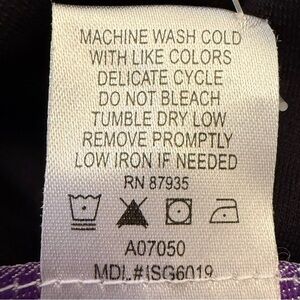 MACHINE WASH COLD
WITH LIKE COLORS
DELICATE CYCLE
DO NOT BLEACH
TUMBLE DRY LOW
REMOVE PROMPTLY
LOW IRON IF NEEDED
RN 87935
A07050
MDL#ISG6019